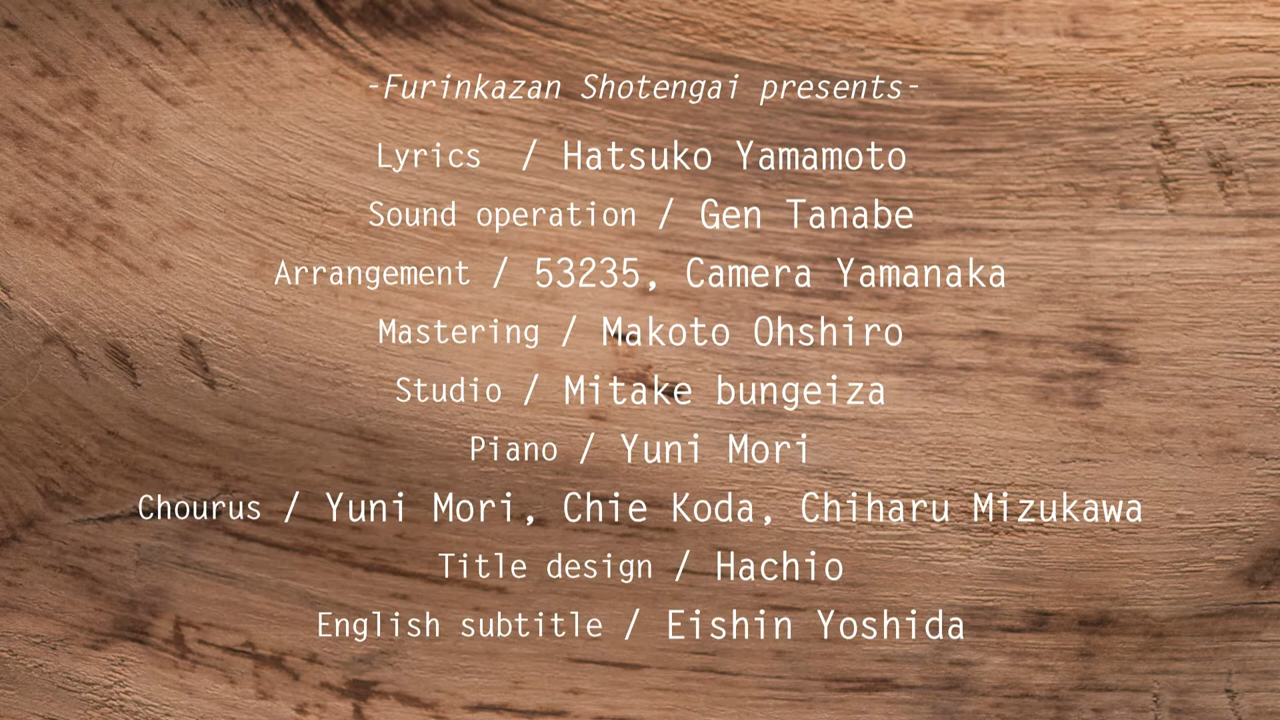 -Furinkazan Shotengai presents-
Lyrics / Hatsuko Yamamoto
Sound operation / Gen Tanabe
Arrangement / 53235, Camera Yamanaka
Mastering / Makoto Ohshiro
Studio / Mitake bungeiza
Piano / Yuni Mori
Chourus / Yuni Mori, Chie Koda, Chiharu Mizukawa
Title design / Hachio
English subtitle / Eishin Yoshida